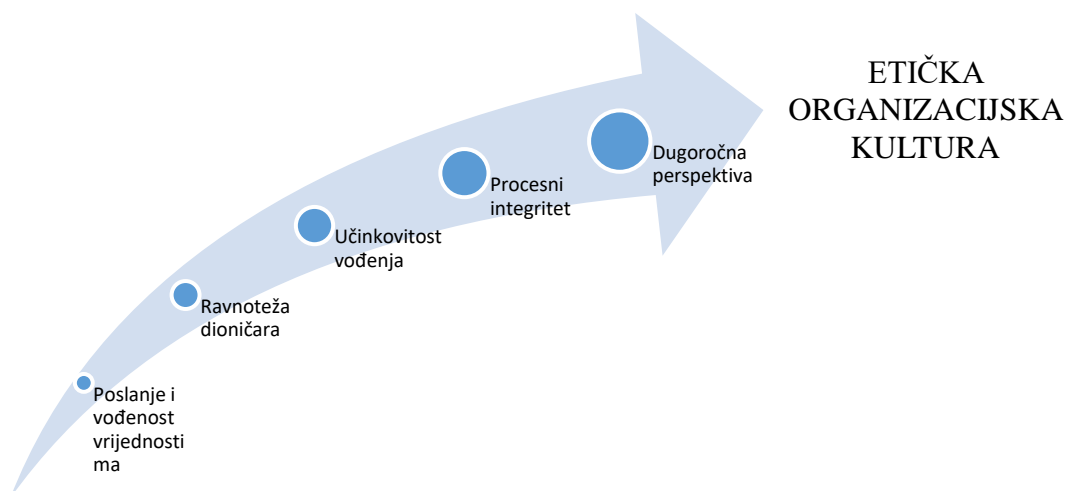 ETIČKA
ORGANIZACIJSKA
KULTURA
Dugoročna
perspektiva
Procesni
integritet
Učinkovitost
vođenja
Ravnoteža
dioničara
Poslanje i
vođenost
vrijednosti
ma